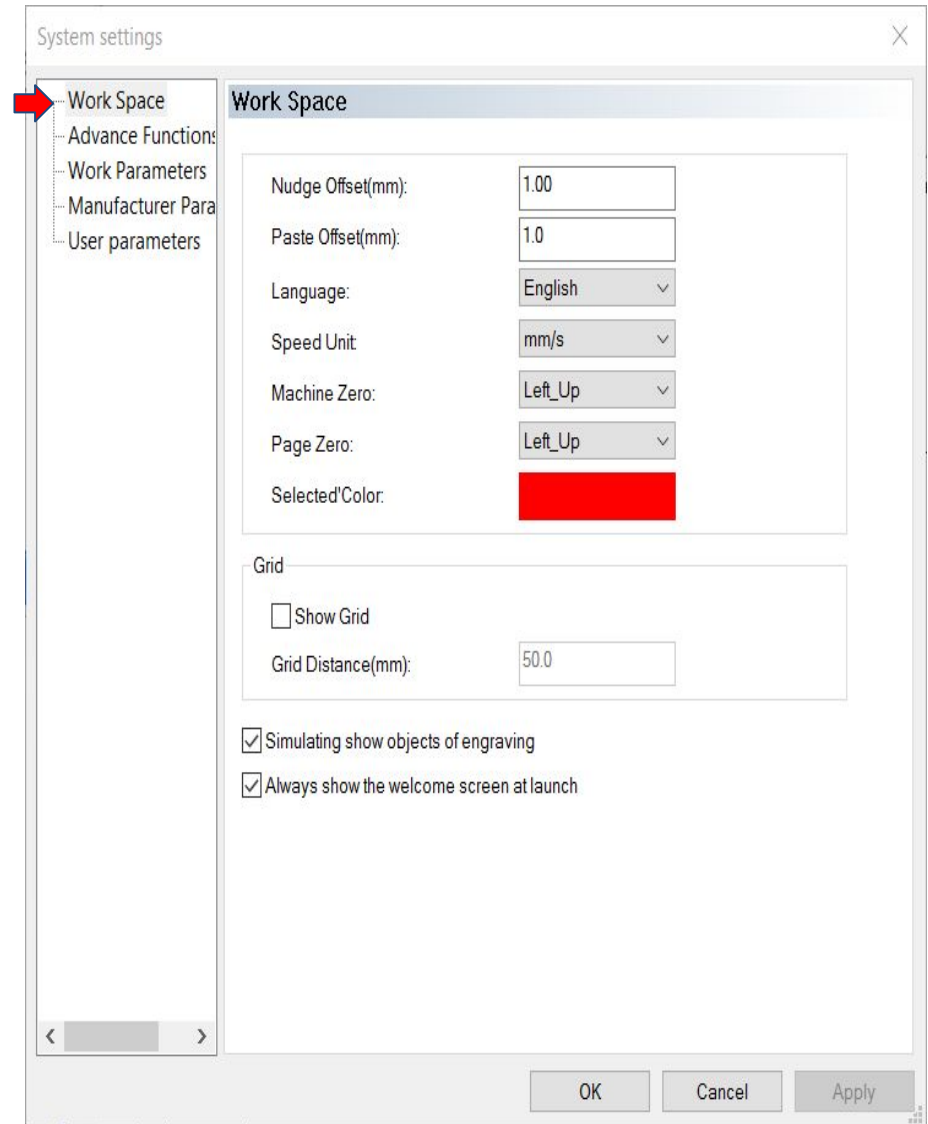 System settings
Work Space
Advance Functions
Work Parameters
Manufacturer Para
User parameters
Work Space
Nudge Offset(mm): 1.00
Paste Offset(mm): 1.0
Language: English
Speed Unit: mm/s
Machine Zero: Left_Up
Page Zero: Left_Up
Selected'Color:
Grid
Show Grid
Grid Distance(mm): 50.0
Simulating show objects of engraving
Always show the welcome screen at launch
OK Cancel Apply